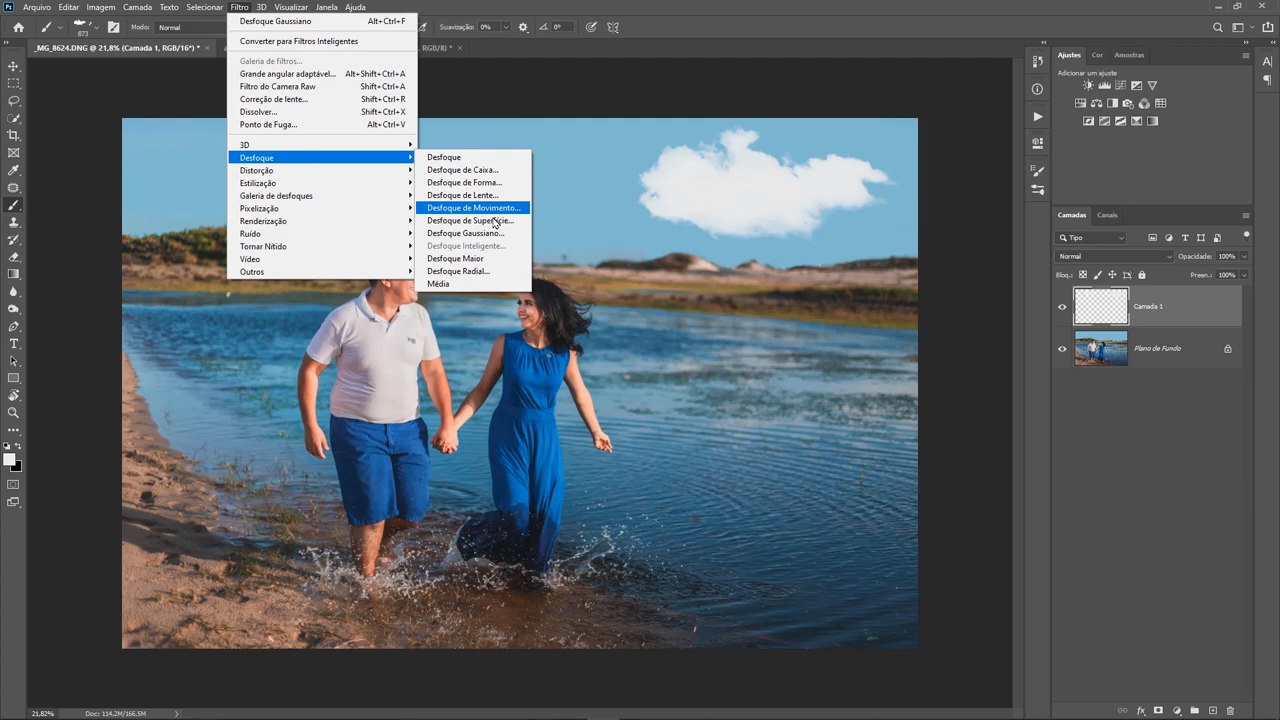 Ps Arquivo Editar Imagem Camada Texto Selecionar Filtro 3D Visualizar Janela Ajuda
873 Modo: Normal Suavização: 0% 0°
_MG_8624.DNG @ 21,8% (Camada 1, RGB/16*) * × RGB/8) * ×
Desfoque Gaussiano Alt+Ctrl+F
Converter para Filtros Inteligentes
Galeria de filtros...
Grande angular adaptável... Alt+Shift+Ctrl+A
Filtro do Camera Raw Shift+Ctrl+A
Correção de lente... Shift+Ctrl+R
Dissolver... Shift+Ctrl+X
Ponto de Fuga... Alt+Ctrl+V
3D
Desfoque
Distorção
Estilização
Galeria de desfoques
Pixelização
Renderização
Ruído
Tornar Nítido
Vídeo
Outros
Desfoque
Desfoque de Caixa...
Desfoque de Forma...
Desfoque de Lente...
Desfoque de Movimento...
Desfoque de Superfície...
Desfoque Gaussiano...
Desfoque Inteligente...
Desfoque Maior
Desfoque Radial...
Média
Ajustes Cor Amostras
Adicionar um ajuste
Camadas Canais
Tipo
Normal Opacidade: 100%
Bloq.: Preen.: 100%
Camada 1
Plano de Fundo
21,82% Doc: 114,2M/166,5M